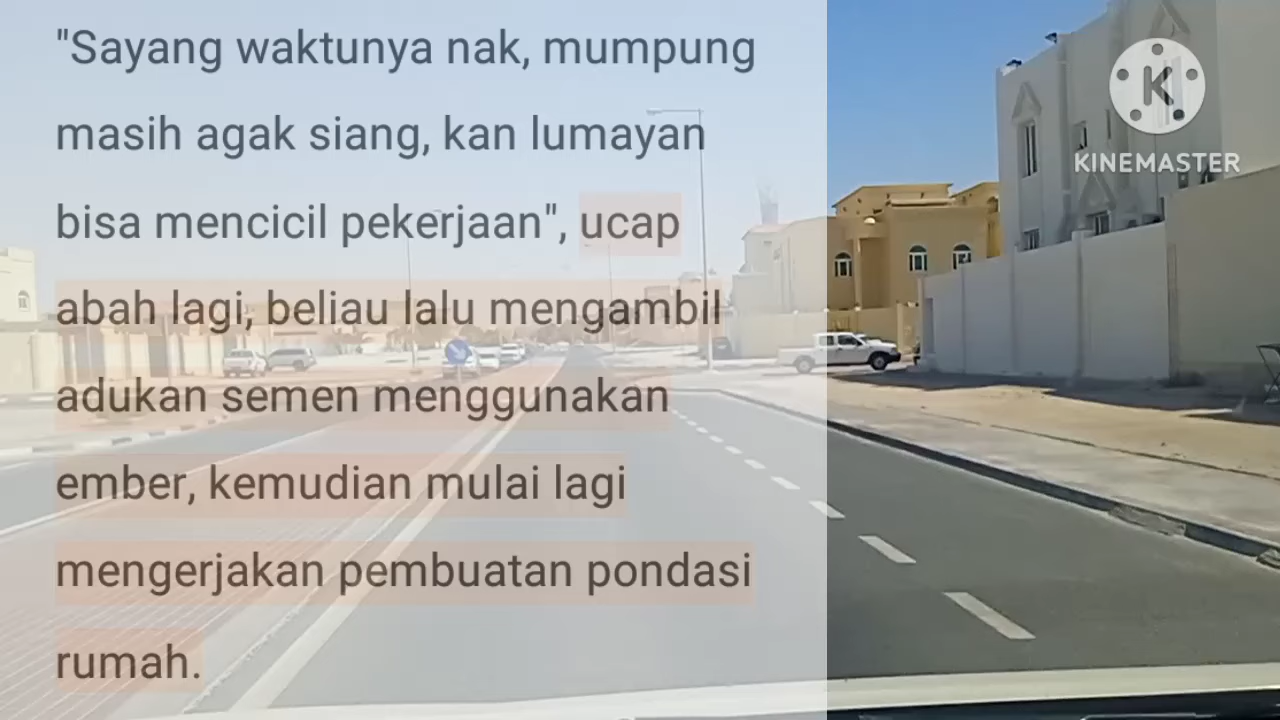 "Sayang waktunya nak, mumpung
masih agak siang, kan lumayan
bisa mencicil pekerjaan", ucap
abah lagi, beliau lalu mengambil
adukan semen menggunakan
ember, kemudian mulai lagi
mengerjakan pembuatan pondasi
rumah.
K
KINEMASTER